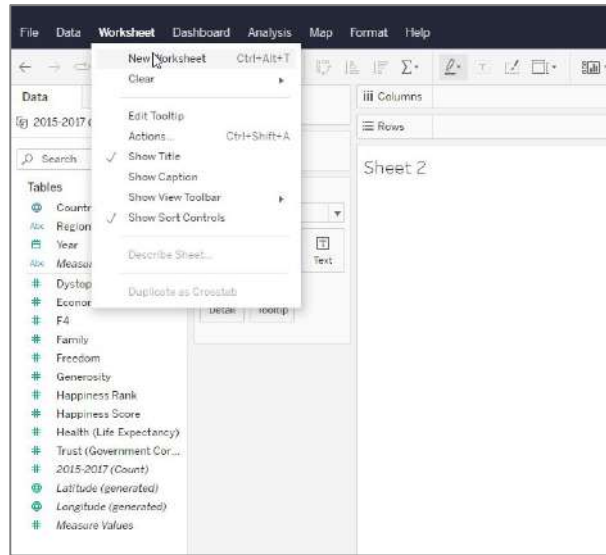 File Data Worksheet Dashboard Analysis Map Format Help
New Worksheet Ctrl+Alt+T
Clear
Edit Tooltip
Actions... Ctrl+Shift+A
Show Title
Show Caption
Show View Toolbar
Show Sort Controls
Describe Sheet...
Duplicate as Crosstab
Data
2015-2017
Search
Tables
Abc Region
Year
Abc
F4
Family
Freedom
Generosity
Happiness Rank
Happiness Score
Health (Life Expectancy)
Trust (Government Cor...
2015-2017 (Count)
Latitude (generated)
Longitude (generated)
Measure Values
Text
Detail Tooltip
Columns
Rows
Sheet 2